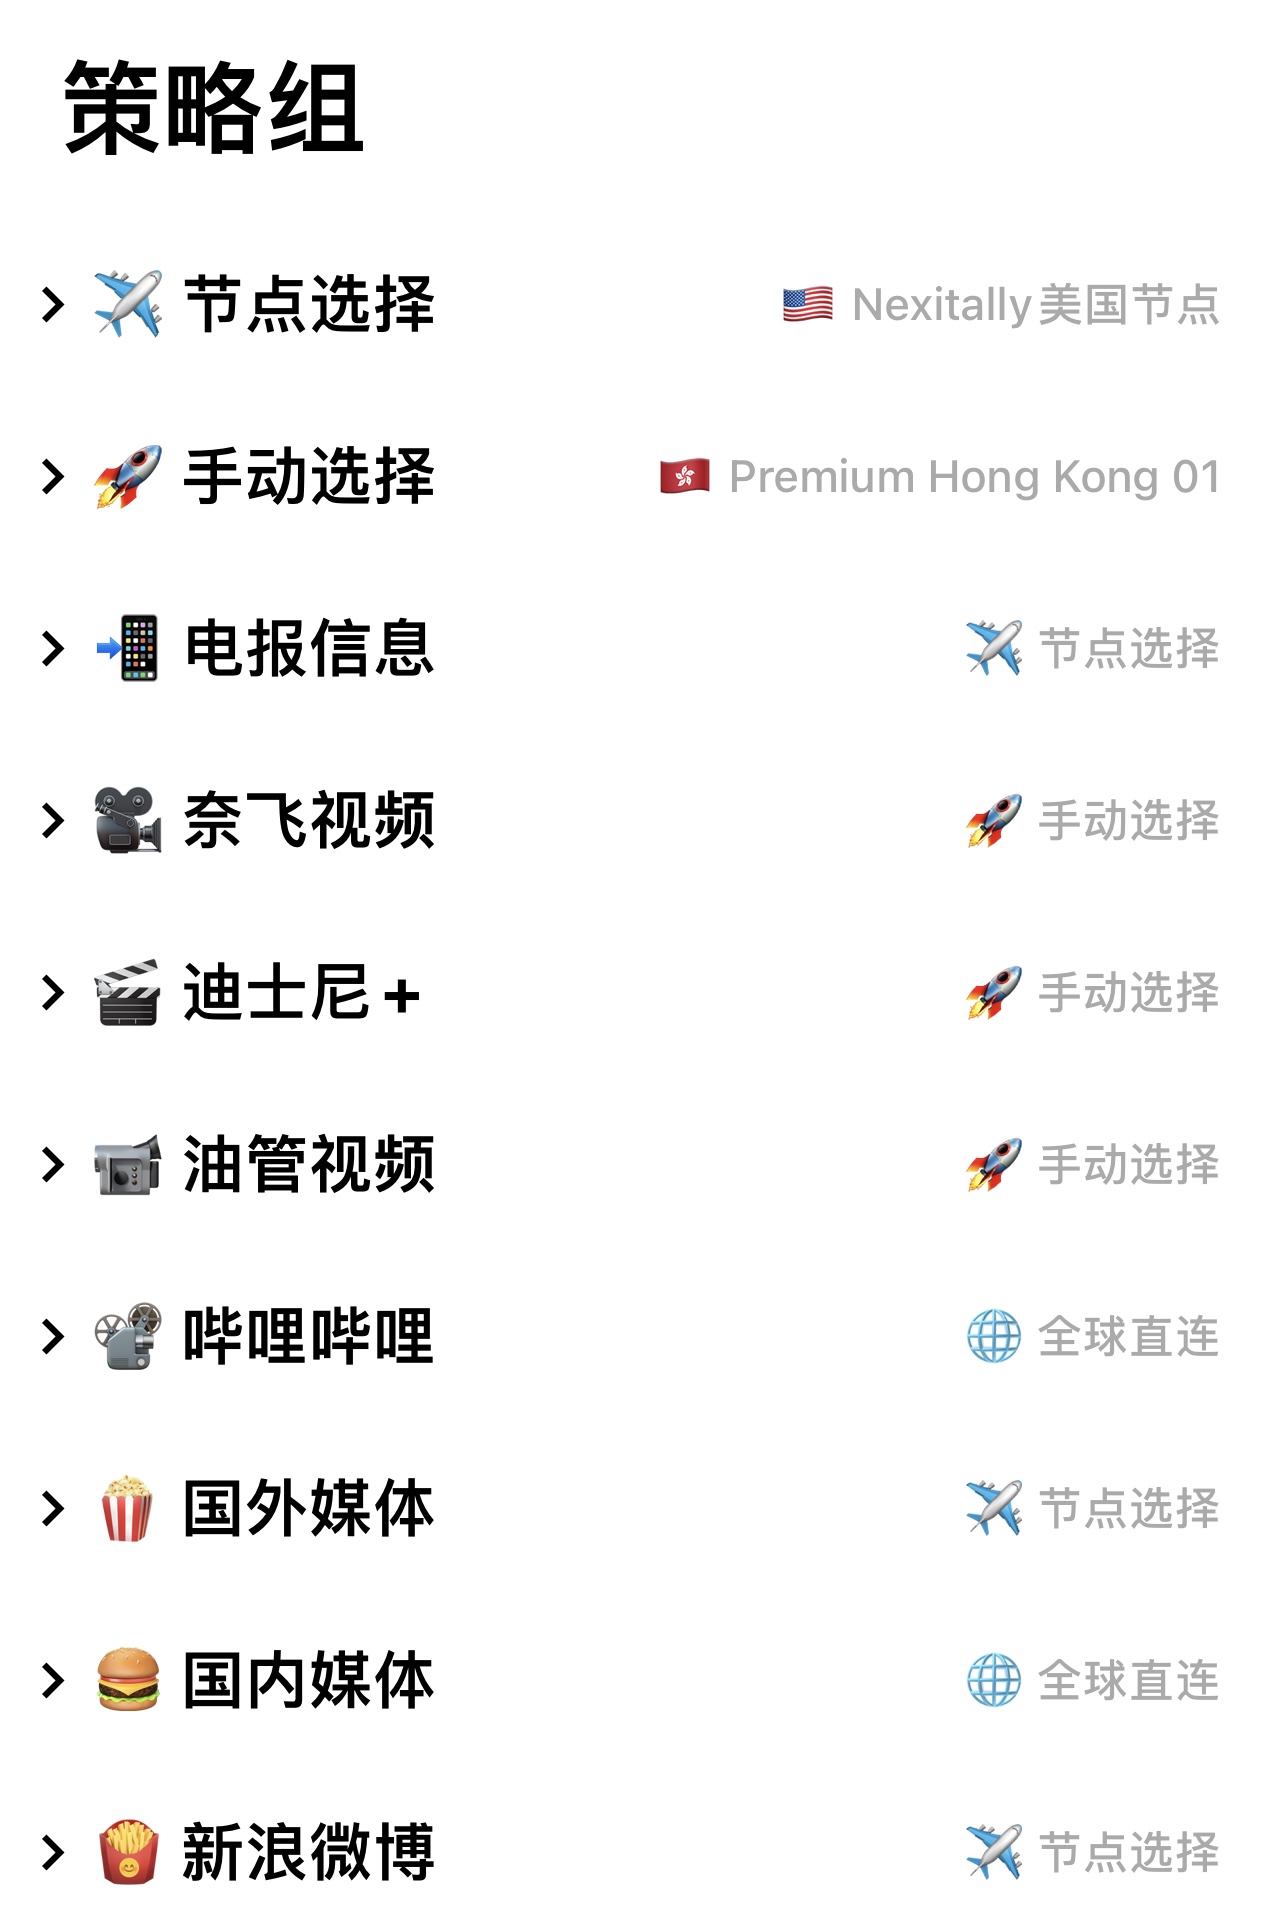 策略组
✈️ 节点选择 🇺🇸 Nexitally美国节点
🚀 手动选择 🇭🇰 Premium Hong Kong 01
📲 电报信息 ✈️ 节点选择
🎥 奈飞视频 🚀 手动选择
🎬 迪士尼+ 🚀 手动选择
📹 油管视频 🚀 手动选择
📽️ 哔哩哔哩 🌐 全球直连
🍿 国外媒体 ✈️ 节点选择
🍔 国内媒体 🌐 全球直连
🍟 新浪微博 ✈️ 节点选择